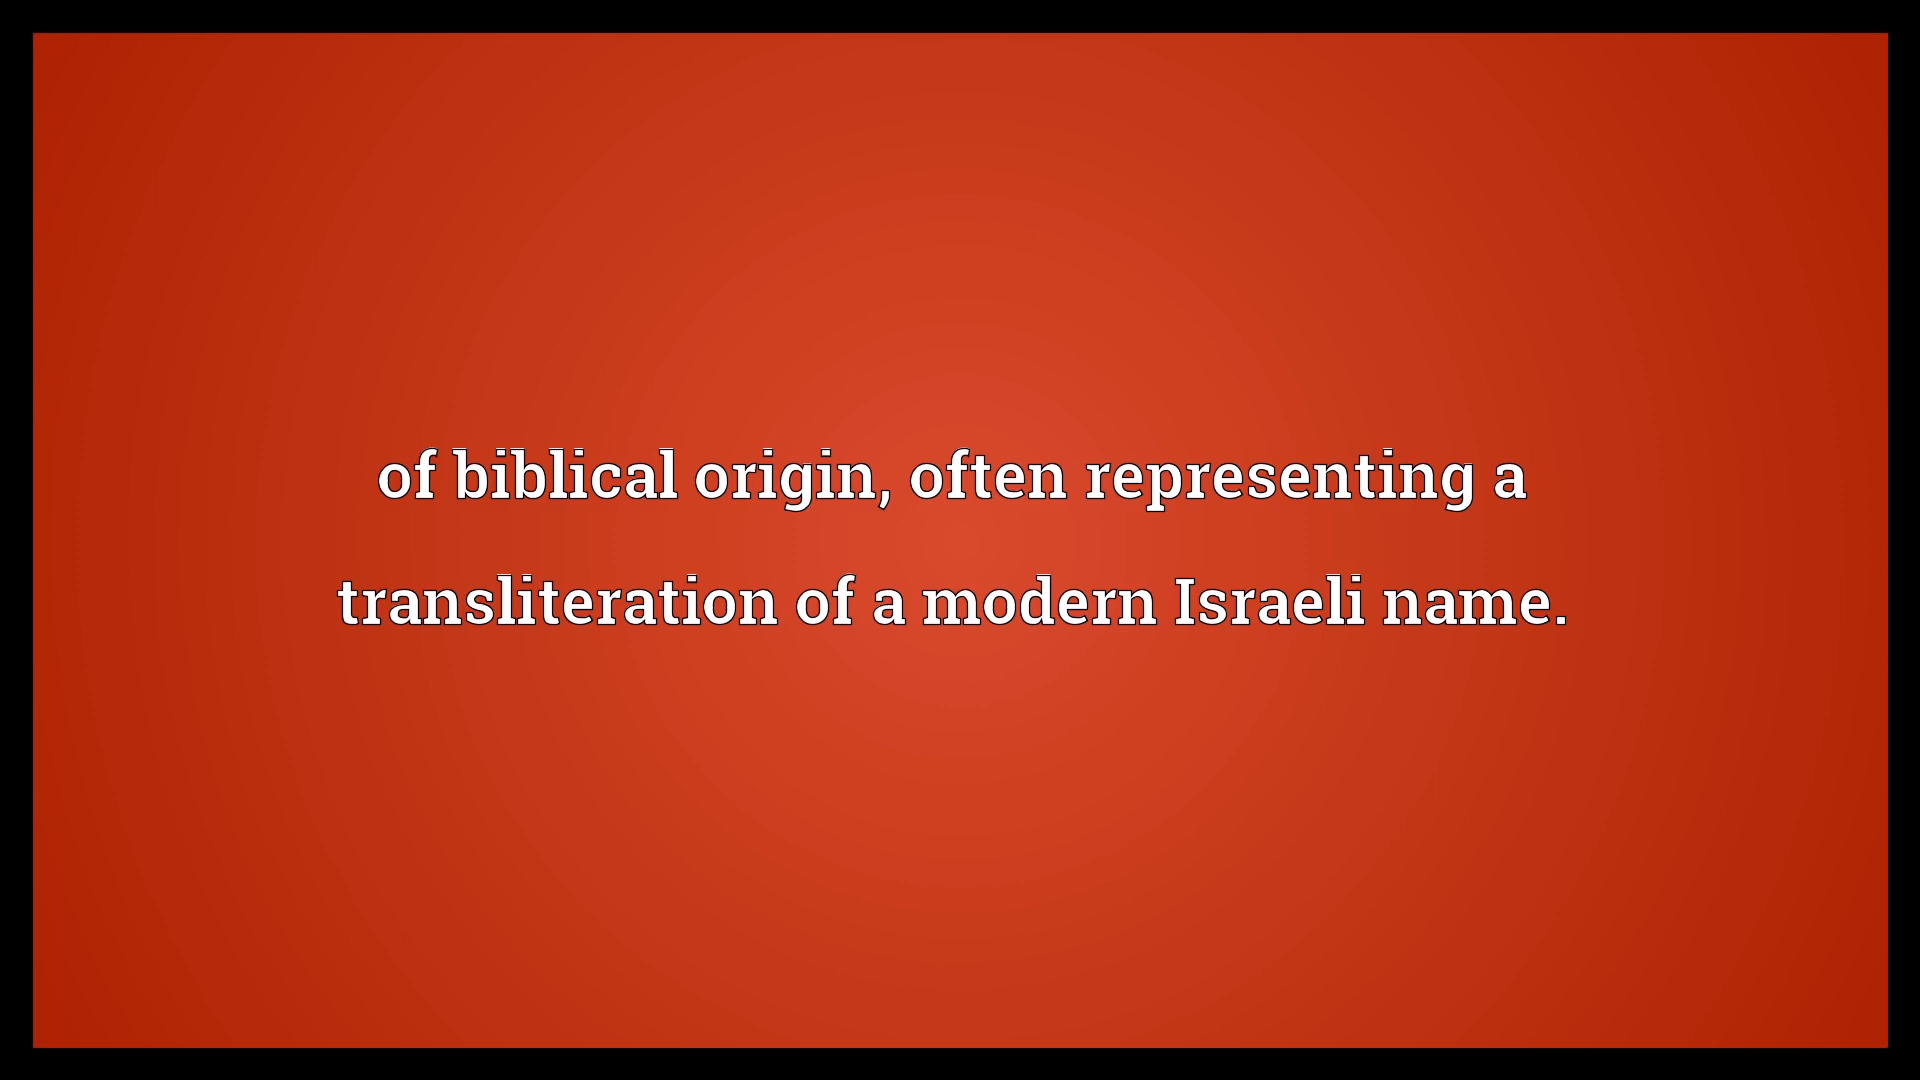 of biblical origin, often representing a
transliteration of a modern Israeli name.